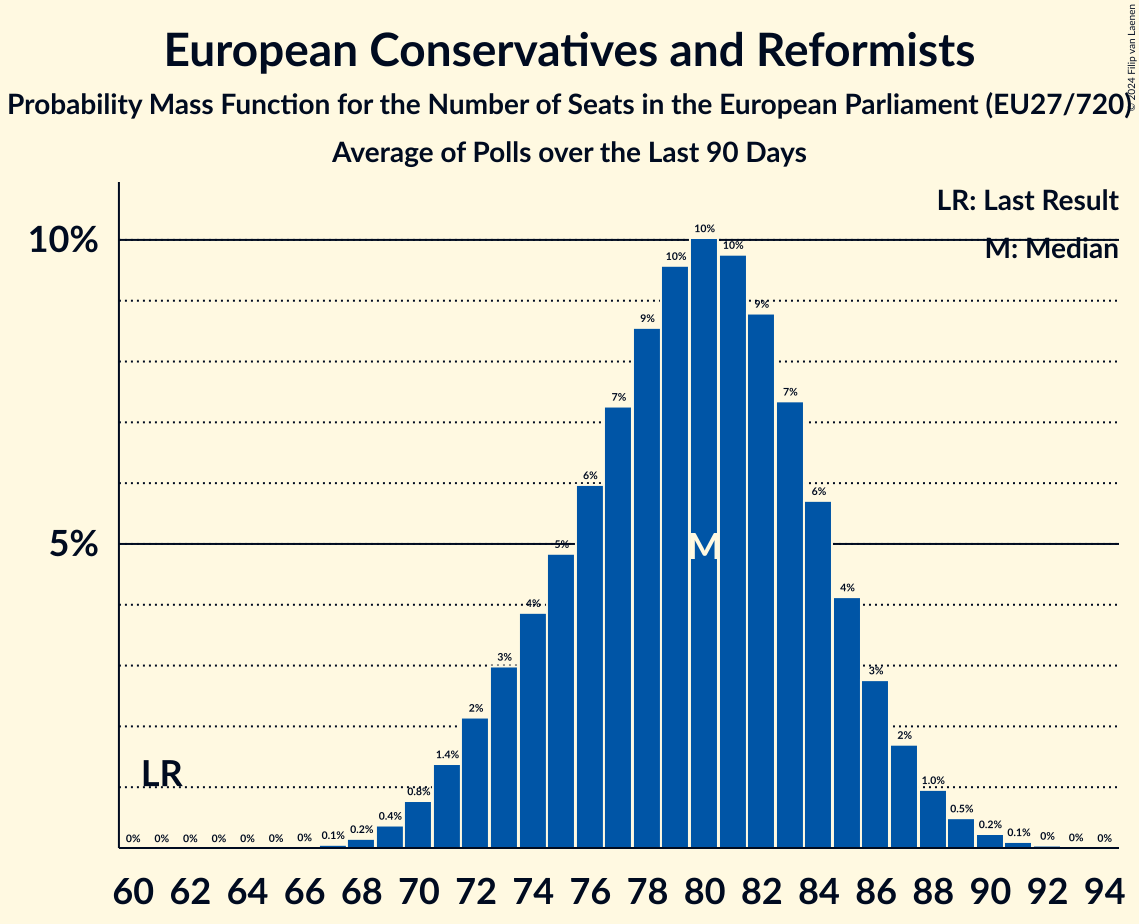 European Conservatives and Reformists
Probability Mass Function for the Number of Seats in the European Parliament (EU27/720)
Average of Polls over the Last 90 Days
© 2024 Filip van Laenen
LR: Last Result
M: Median
10%
5%
LR
M
0% 0% 0% 0% 0% 0% 0% 0.1% 0.2% 0.4% 0.8% 1.4% 2% 3% 4% 5% 6% 7% 9% 10% 10% 10% 9% 7% 6% 4% 3% 2% 1.0% 0.5% 0.2% 0.1% 0% 0% 0%
60 62 64 66 68 70 72 74 76 78 80 82 84 86 88 90 92 94